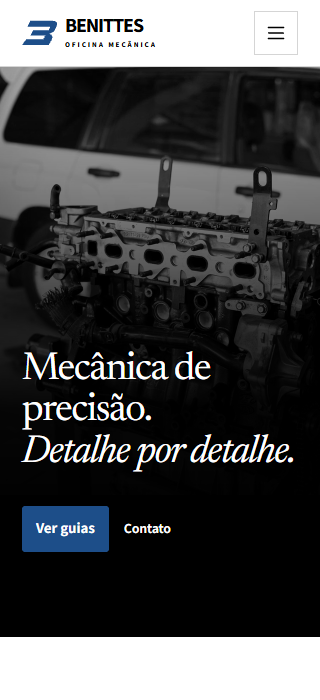 BENITTES
OFICINA MECÂNICA
Mecânica de
precisão.
Detalhe por detalhe.
Ver guias
Contato